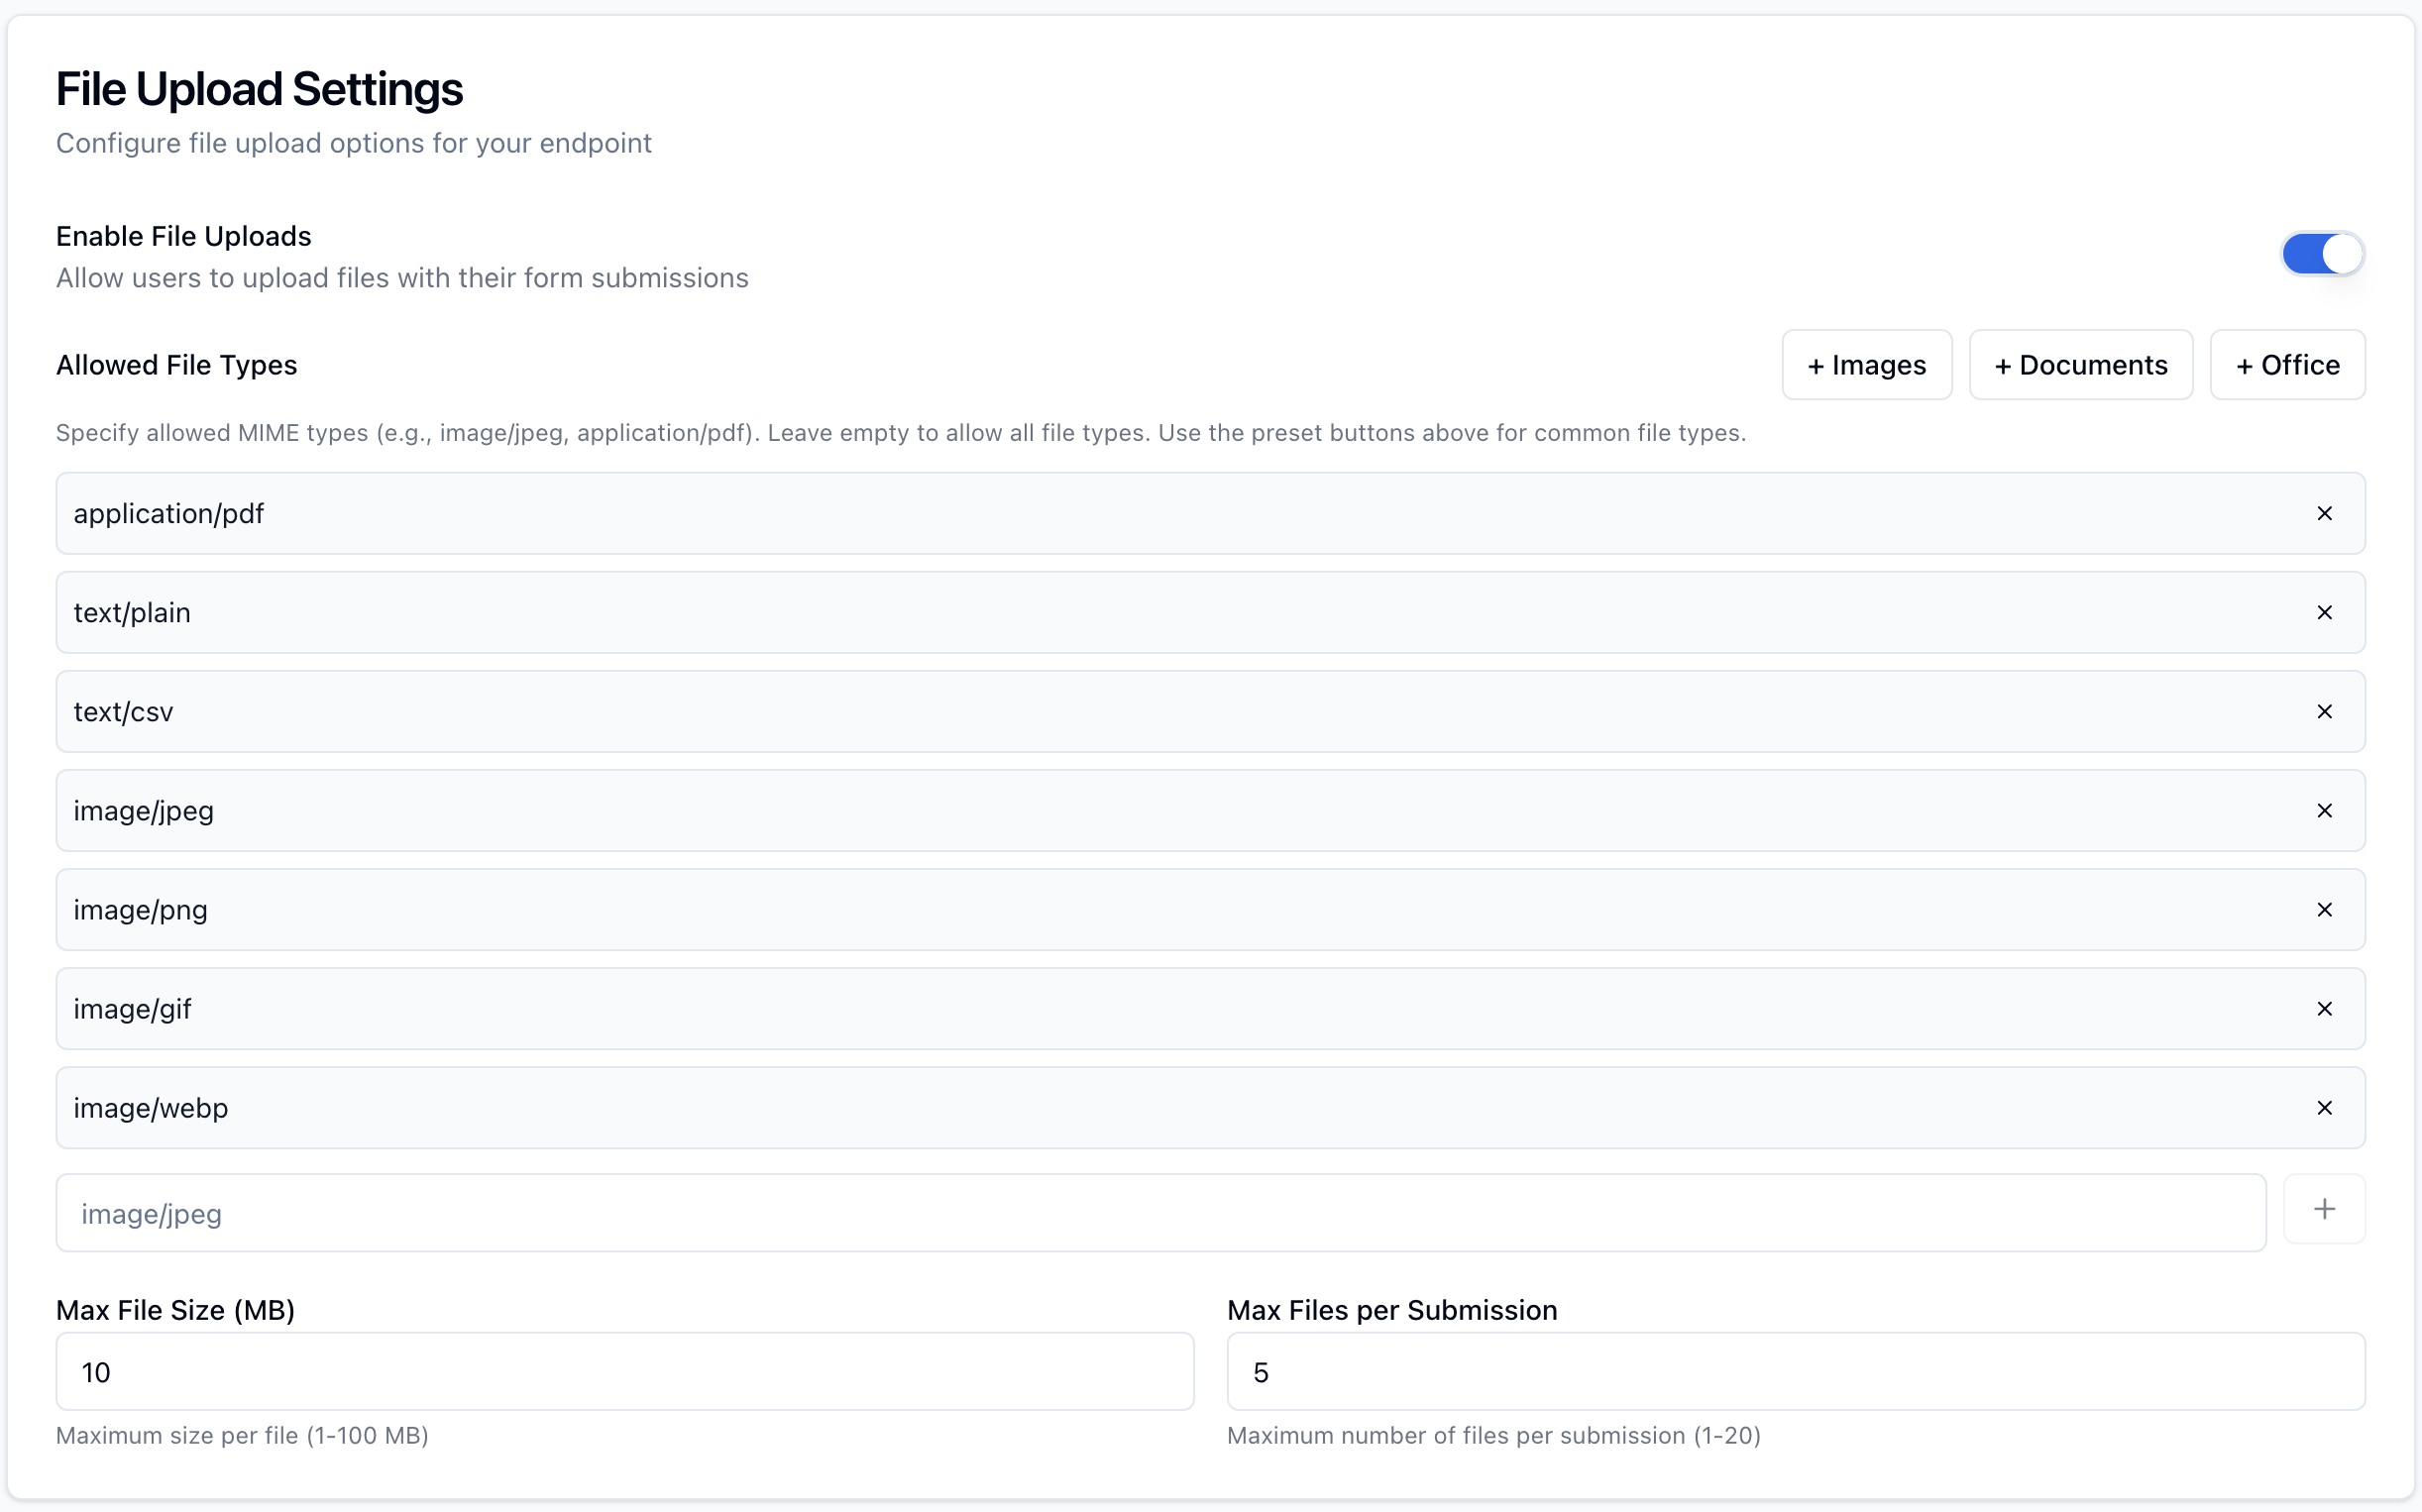 File Upload Settings
Configure file upload options for your endpoint
Enable File Uploads
Allow users to upload files with their form submissions
Allowed File Types
+ Images
+ Documents
+ Office
Specify allowed MIME types (e.g., image/jpeg, application/pdf). Leave empty to allow all file types. Use the preset buttons above for common file types.
application/pdf
text/plain
text/csv
image/jpeg
image/png
image/gif
image/webp
image/jpeg
Max File Size (MB)
10
Maximum size per file (1-100 MB)
Max Files per Submission
5
Maximum number of files per submission (1-20)